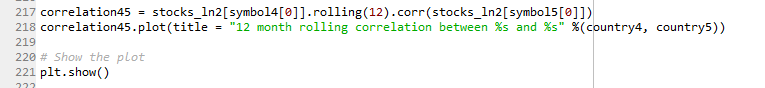 217 correlation45 = stocks_ln2[symbol4[0]].rolling(12).corr(stocks_ln2[symbol5[0]])
218 correlation45.plot(title = "12 month rolling correlation between %s and %s" %(country4, country5))
219
220 # Show the plot
221 plt.show()
222